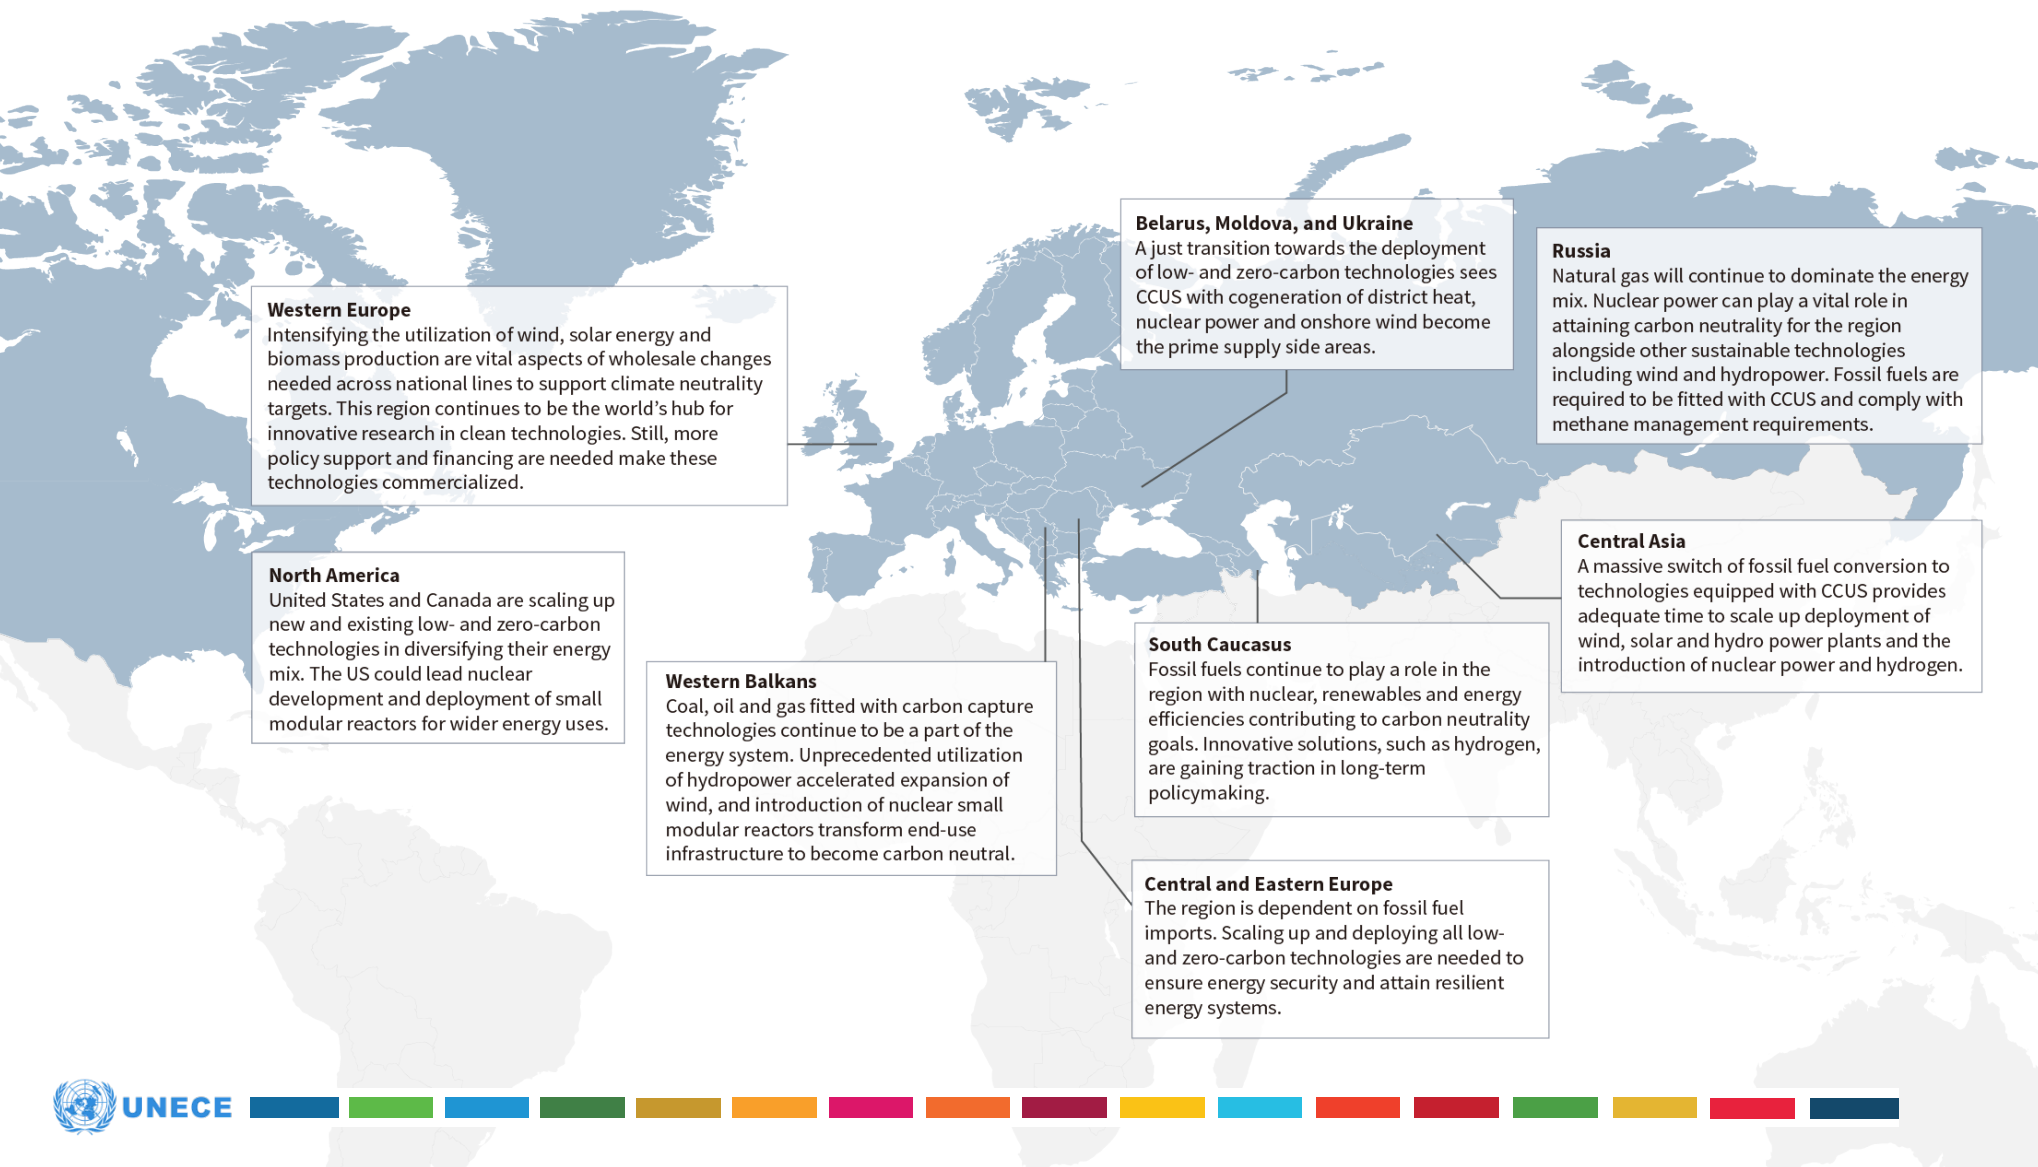 Belarus, Moldova, and Ukraine
A just transition towards the deployment
of low- and zero-carbon technologies sees
CCUS with cogeneration of district heat,
nuclear power and onshore wind become
the prime supply side areas.
Russia
Natural gas will continue to dominate the energy
mix. Nuclear power can play a vital role in
attaining carbon neutrality for the region
alongside other sustainable technologies
including wind and hydropower. Fossil fuels are
required to be fitted with CCUS and comply with
methane management requirements.
Western Europe
Intensifying the utilization of wind, solar energy and
biomass production are vital aspects of wholesale changes
needed across national lines to support climate neutrality
targets. This region continues to be the world’s hub for
innovative research in clean technologies. Still, more
policy support and financing are needed make these
technologies commercialized.
North America
United States and Canada are scaling up
new and existing low- and zero-carbon
technologies in diversifying their energy
mix. The US could lead nuclear
development and deployment of small
modular reactors for wider energy uses.
Central Asia
A massive switch of fossil fuel conversion to
technologies equipped with CCUS provides
adequate time to scale up deployment of
wind, solar and hydro power plants and the
introduction of nuclear power and hydrogen.
South Caucasus
Fossil fuels continue to play a role in the
region with nuclear, renewables and energy
efficiencies contributing to carbon neutrality
goals. Innovative solutions, such as hydrogen,
are gaining traction in long-term
policymaking.
Western Balkans
Coal, oil and gas fitted with carbon capture
technologies continue to be a part of the
energy system. Unprecedented utilization
of hydropower accelerated expansion of
wind, and introduction of nuclear small
modular reactors transform end-use
infrastructure to become carbon neutral.
Central and Eastern Europe
The region is dependent on fossil fuel
imports. Scaling up and deploying all low-
and zero-carbon technologies are needed to
ensure energy security and attain resilient
energy systems.
UNECE